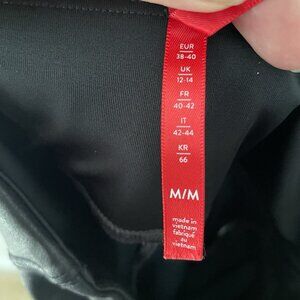 EUR
38-40
UK
12-14
FR
40-42
IT
42-44
KR
66
M/M
made in
vietnam
fabriqué
au
vietnam